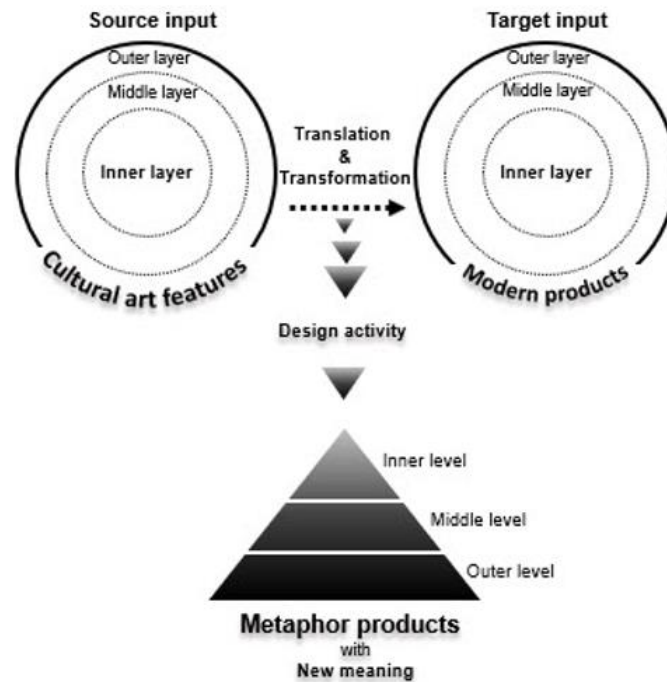 Source input
Outer layer
Middle layer
Inner layer
Cultural art features
Translation
&
Transformation
Target input
Outer layer
Middle layer
Inner layer
Modern products
Design activity
Inner level
Middle level
Outer level
Metaphor products
with
New meaning